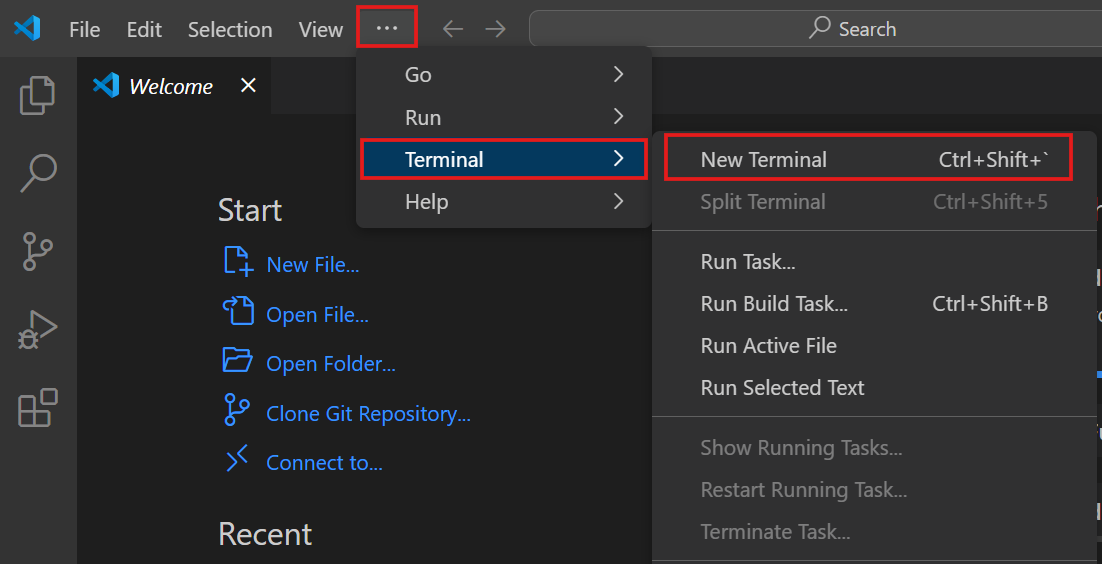 File Edit Selection View ··· Search
Welcome
Go
Run
Terminal
Help
New Terminal Ctrl+Shift+`
Split Terminal Ctrl+Shift+5
Run Task...
Run Build Task... Ctrl+Shift+B
Run Active File
Run Selected Text
Show Running Tasks...
Restart Running Task...
Terminate Task...
Start
New File...
Open File...
Open Folder...
Clone Git Repository...
Connect to...
Recent